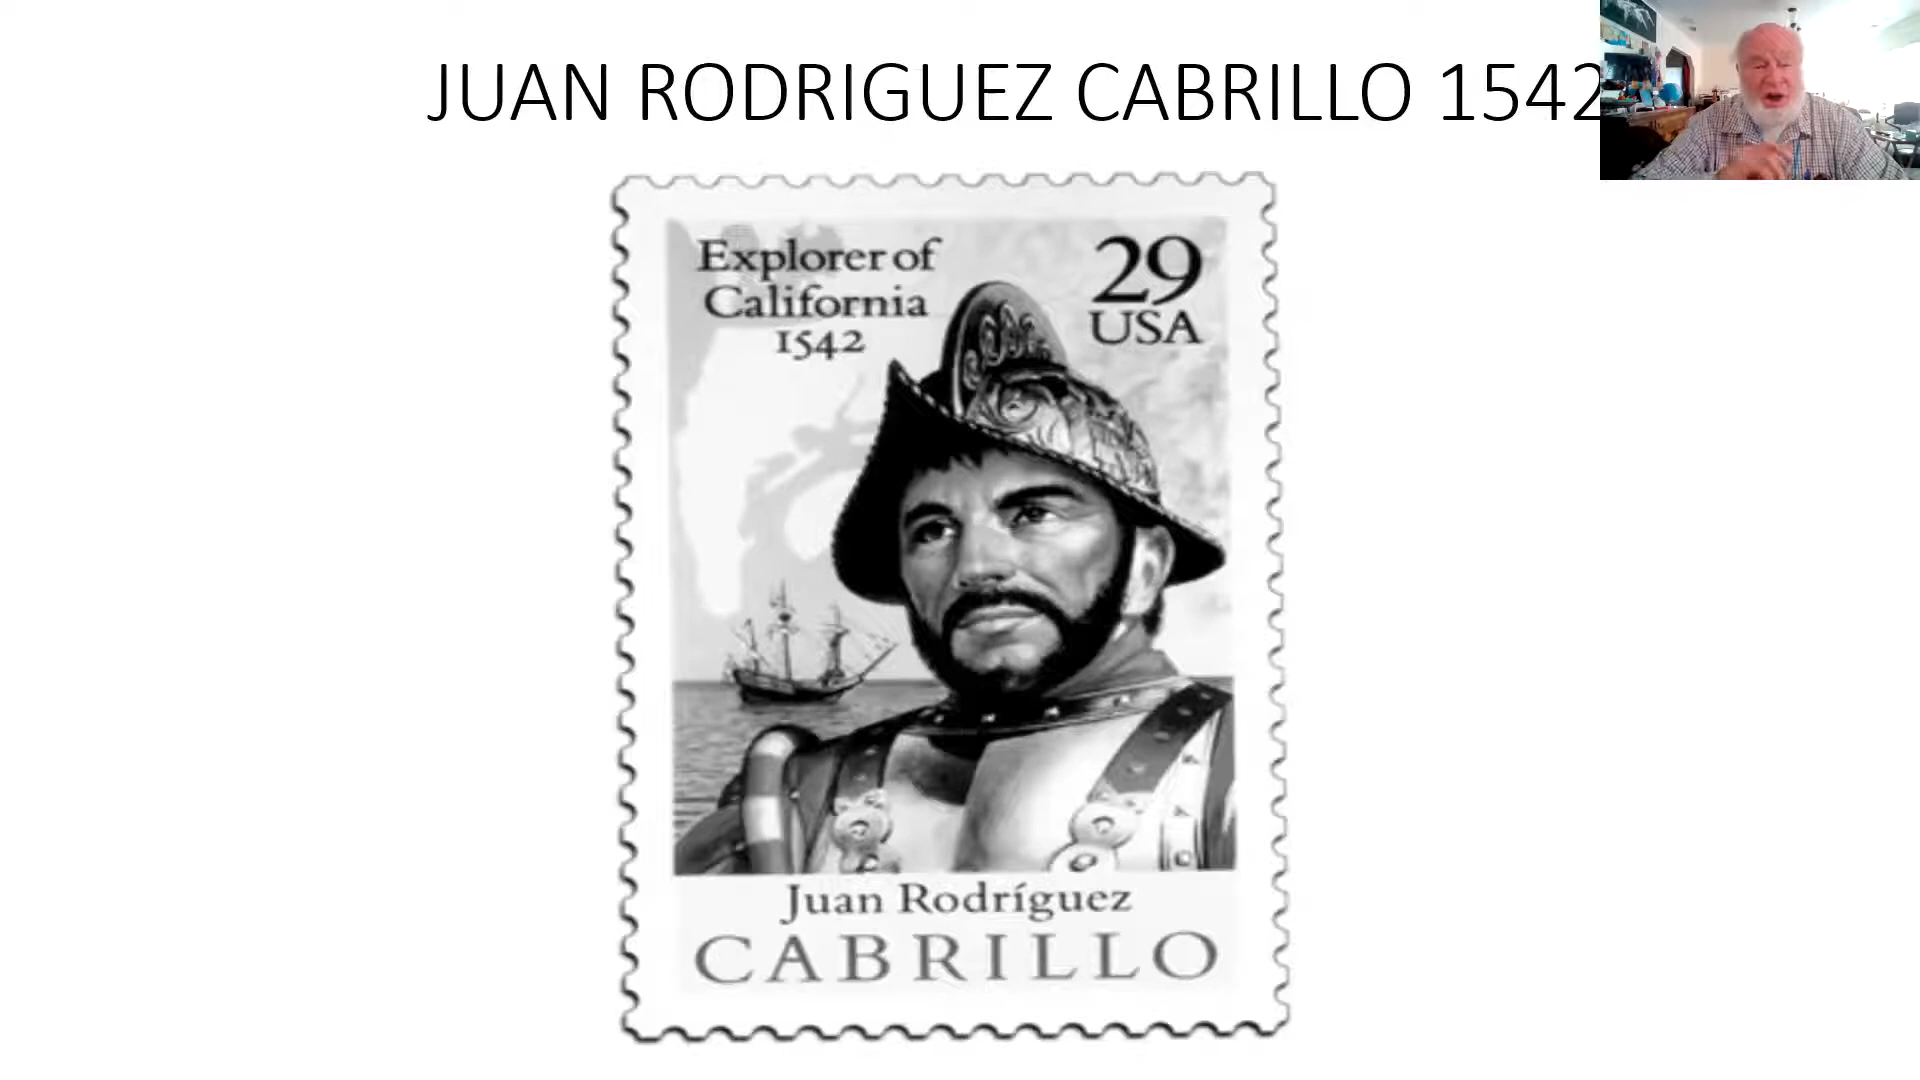 JUAN RODRIGUEZ CABRILLO 1542
Explorer of
California
1542
29
USA
Juan Rodríguez
CABRILLO